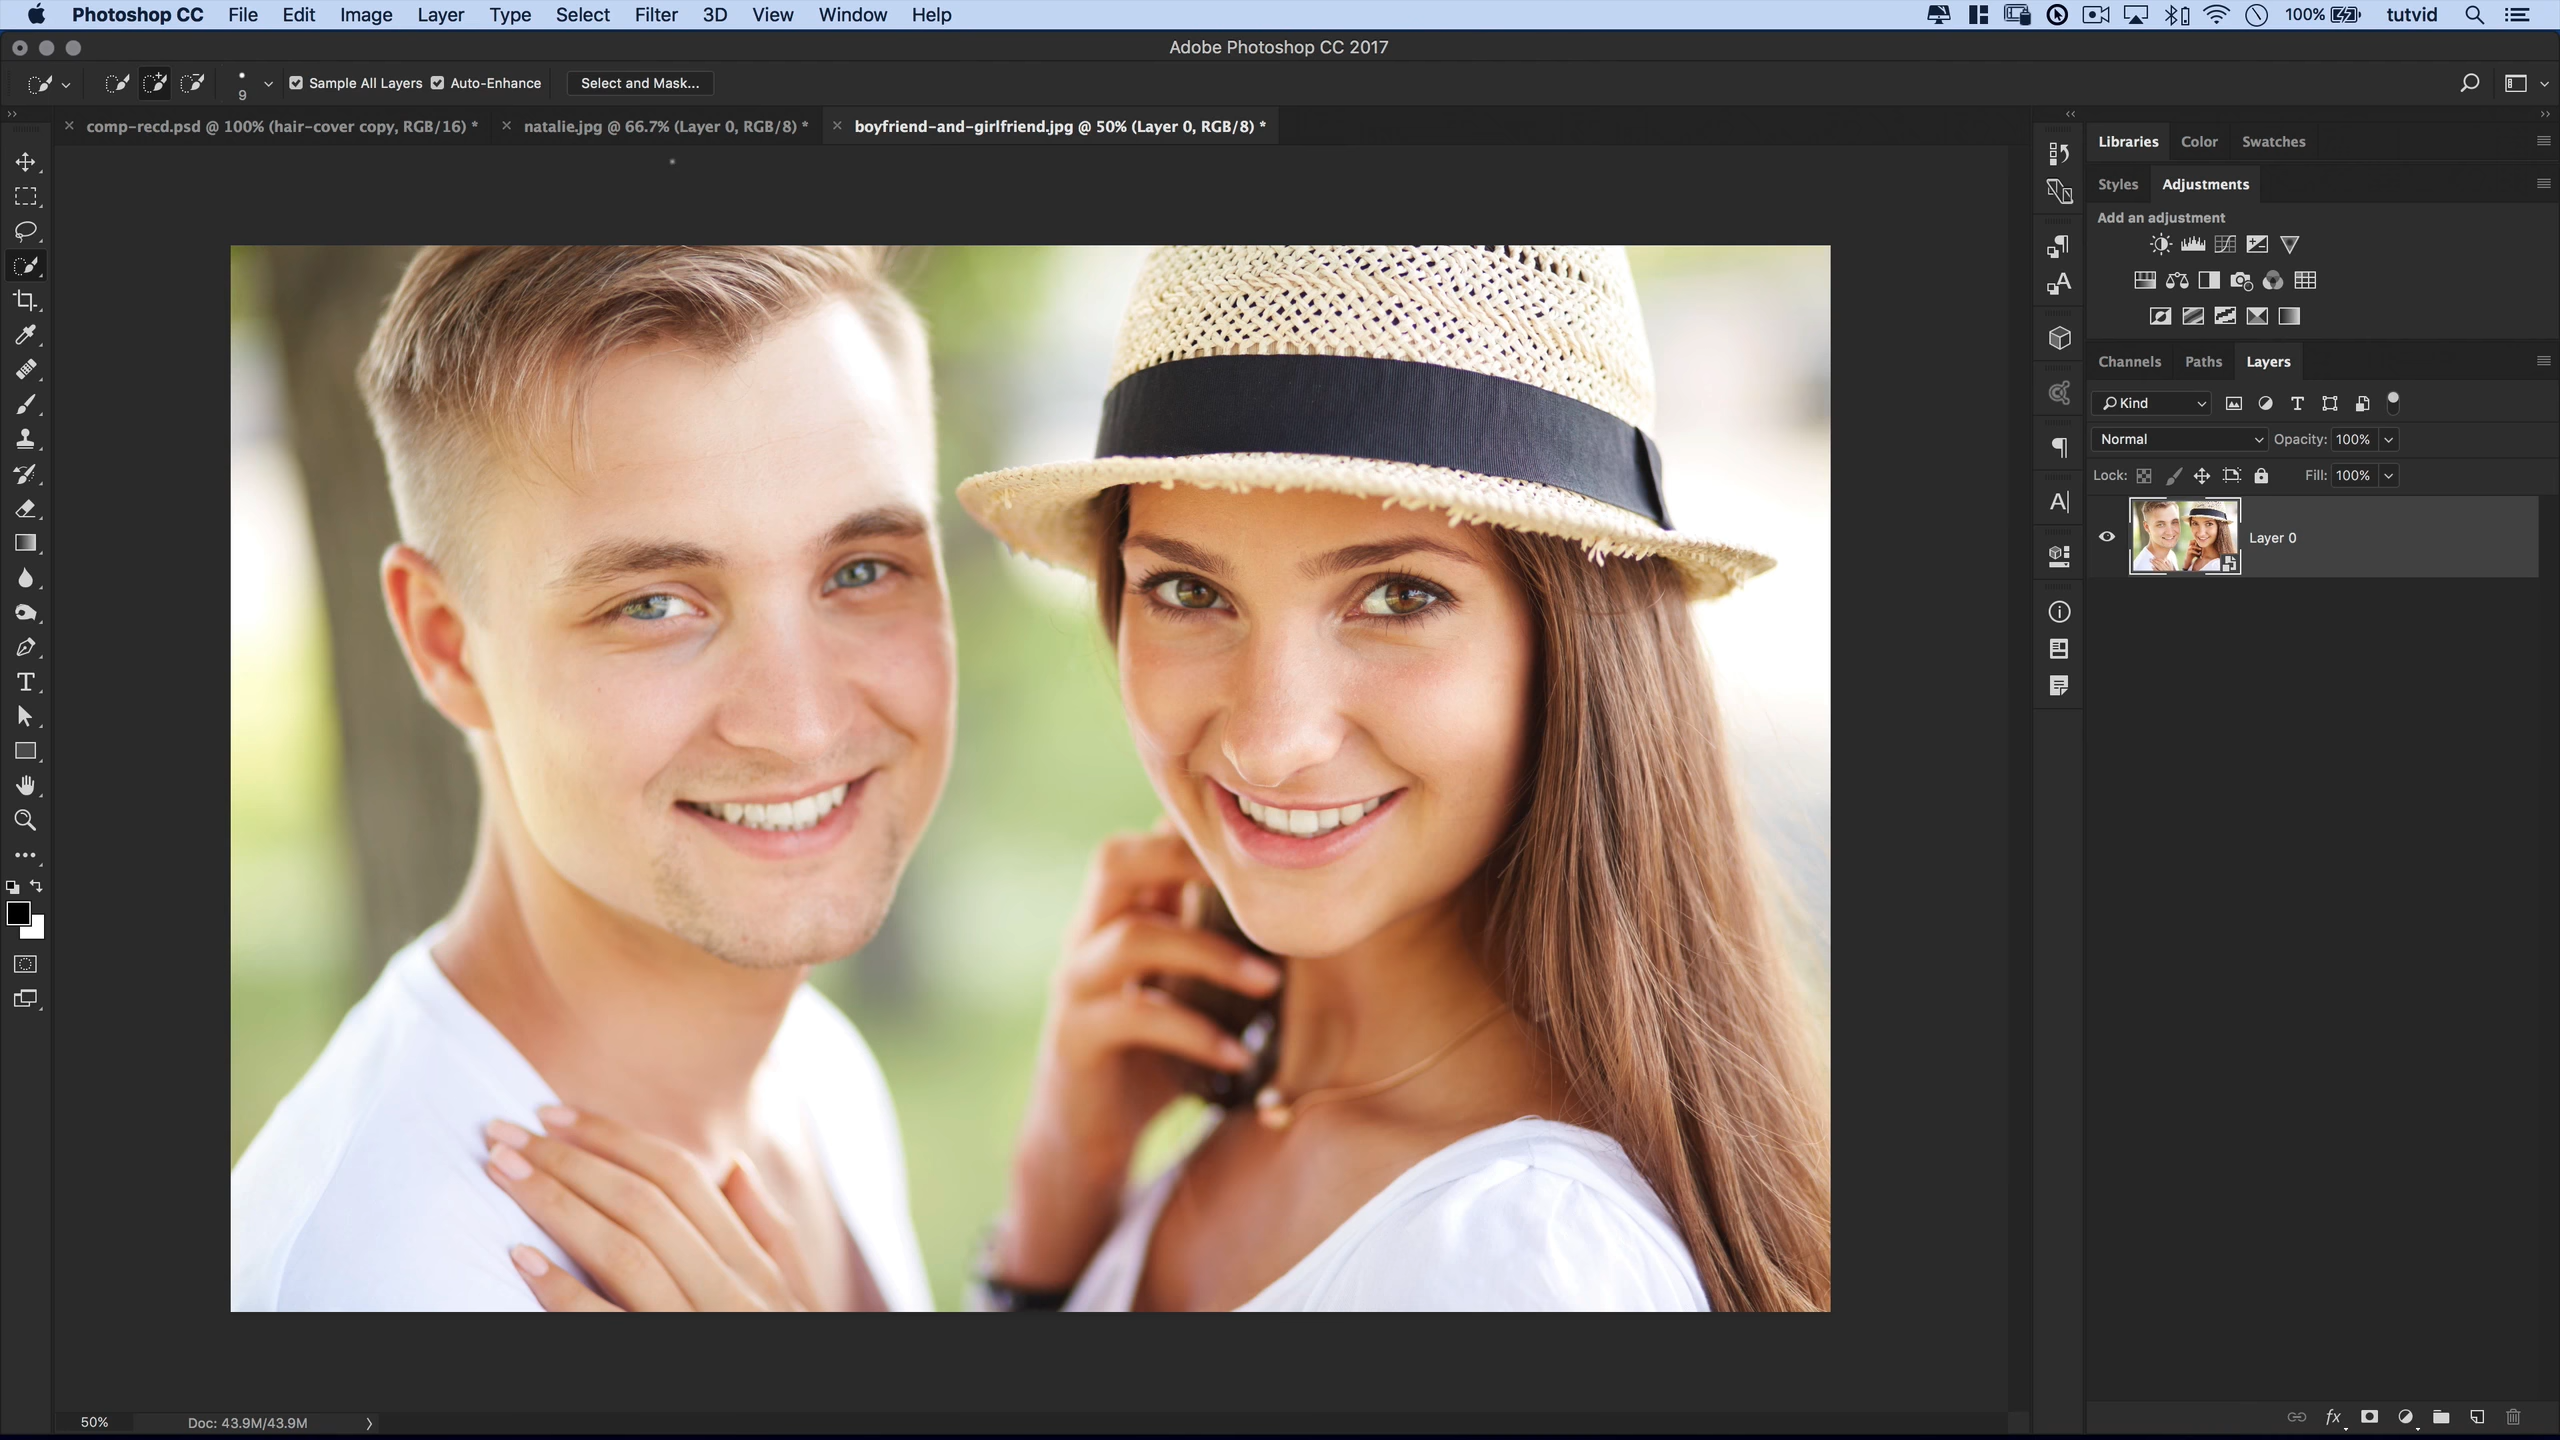 Photoshop CC File Edit Image Layer Type Select Filter 3D View Window Help 100% tutvid
Adobe Photoshop CC 2017
9 Sample All Layers Auto-Enhance Select and Mask...
comp-recd.psd @ 100% (hair-cover copy, RGB/16) * natalie.jpg @ 66.7% (Layer 0, RGB/8) * boyfriend-and-girlfriend.jpg @ 50% (Layer 0, RGB/8) *
Libraries Color Swatches
Styles Adjustments
Add an adjustment
Channels Paths Layers
Kind
Normal Opacity: 100%
Lock: Fill: 100%
Layer 0
50% Doc: 43.9M/43.9M